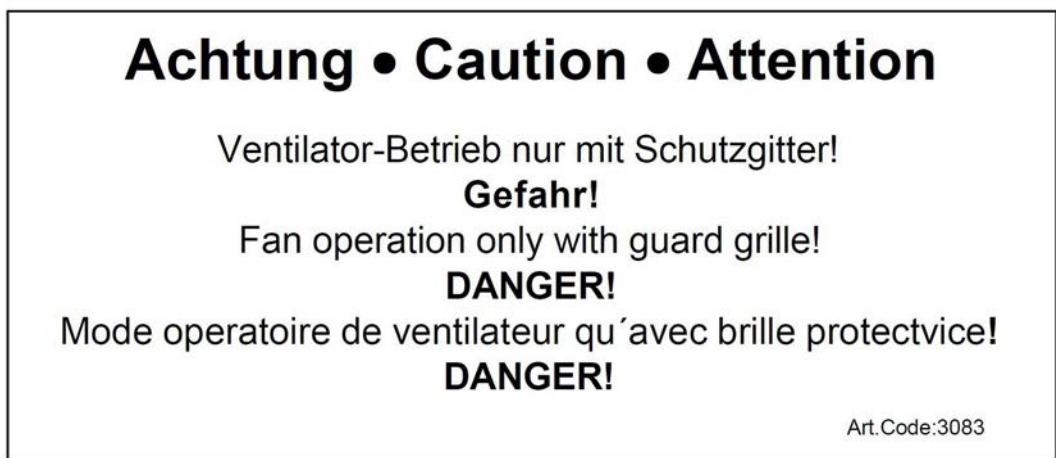 Achtung • Caution • Attention
Ventilator-Betrieb nur mit Schutzgitter!
Gefahr!
Fan operation only with guard grille!
DANGER!
Mode operatoire de ventilateur qu´avec brille protectvice!
DANGER!
Art.Code:3083